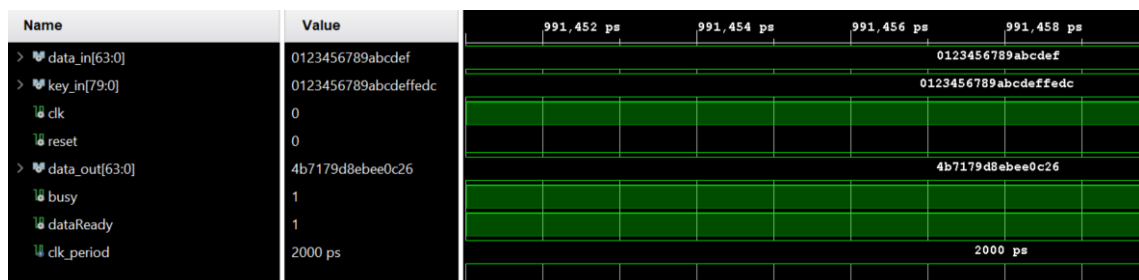 Name Value 991,452 ps 991,454 ps 991,456 ps 991,458 ps
data_in[63:0] 0123456789abcdef 0123456789abcdef
key_in[79:0] 0123456789abcdeffedc 0123456789abcdeffedc
clk 0
reset 0
data_out[63:0] 4b7179d8ebee0c26 4b7179d8ebee0c26
busy 1
dataReady 1
clk_period 2000 ps 2000 ps